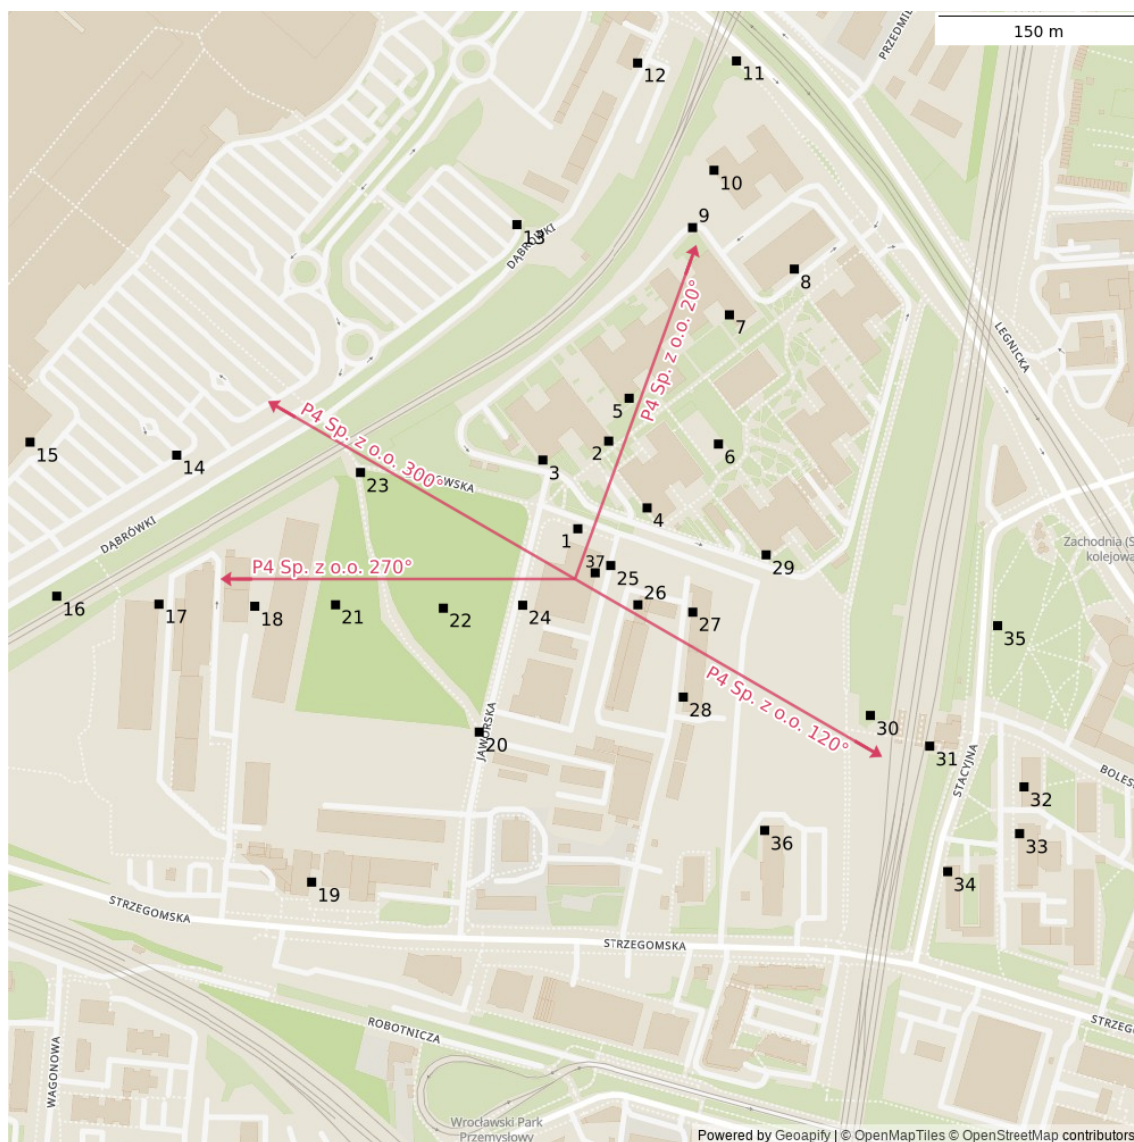 150 m
PRZEDMIE
11
12
10
9
13
DĄBRÓWKI
8
7
LEGNICKA
P4 Sp. z o.o. 20°
5
P4 Sp. z o.o. 300°
2
6
15
14
3
23
WSKA
4
DĄBRÓWKI
1
Zachodnia (S
kolejowa
37
25
29
P4 Sp. z o.o. 270°
16
17
18
21
22
24
26
27
35
P4 Sp. z o.o. 120°
28
30
20
JAWORSKA
31
STACYJNA
BOLES
32
36
33
34
19
STRZEGOMSKA
STRZEGOMSKA
STRZEG
ROBOTNICZA
WAGONOWA
Wrocławski Park
Przemysłowy
Powered by Geoapify | © OpenMapTiles © OpenStreetMap contributors